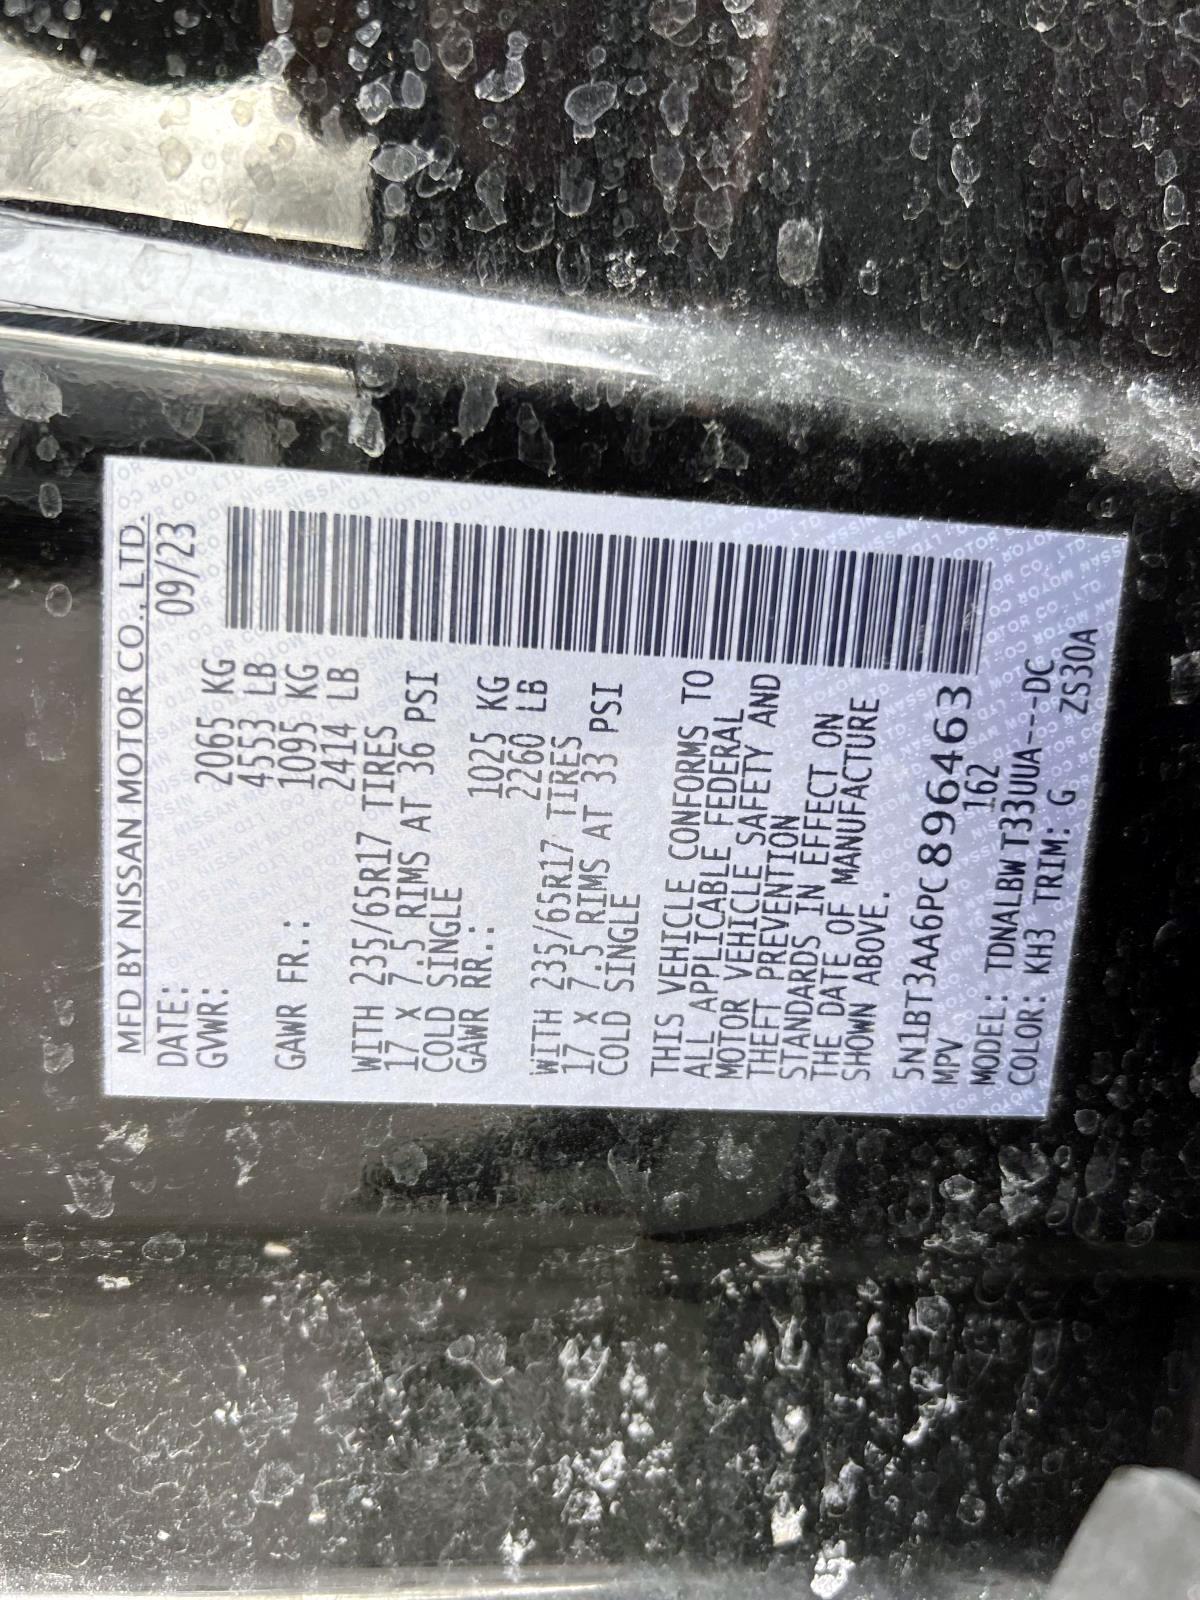 MFD BY NISSAN MOTOR CO., LTD.
DATE: 09/23
GVWR: 2065 KG
4553 LB
GAWR FR.: 1095 KG
2414 LB
WITH 235/65R17 TIRES
17 X 7.5 RIMS AT 36 PSI
COLD SINGLE
GAWR RR.: 1025 KG
2260 LB
WITH 235/65R17 TIRES
17 X 7.5 RIMS AT 33 PSI
COLD SINGLE
THIS VEHICLE CONFORMS TO
ALL APPLICABLE FEDERAL
MOTOR VEHICLE SAFETY AND
THEFT PREVENTION
STANDARDS IN EFFECT ON
THE DATE OF MANUFACTURE
SHOWN ABOVE.
5N1BT3AA6PC896463
MPV 162
MODEL: TDNALBW T33UUA---DC
COLOR: KH3 TRIM: G ZS30A